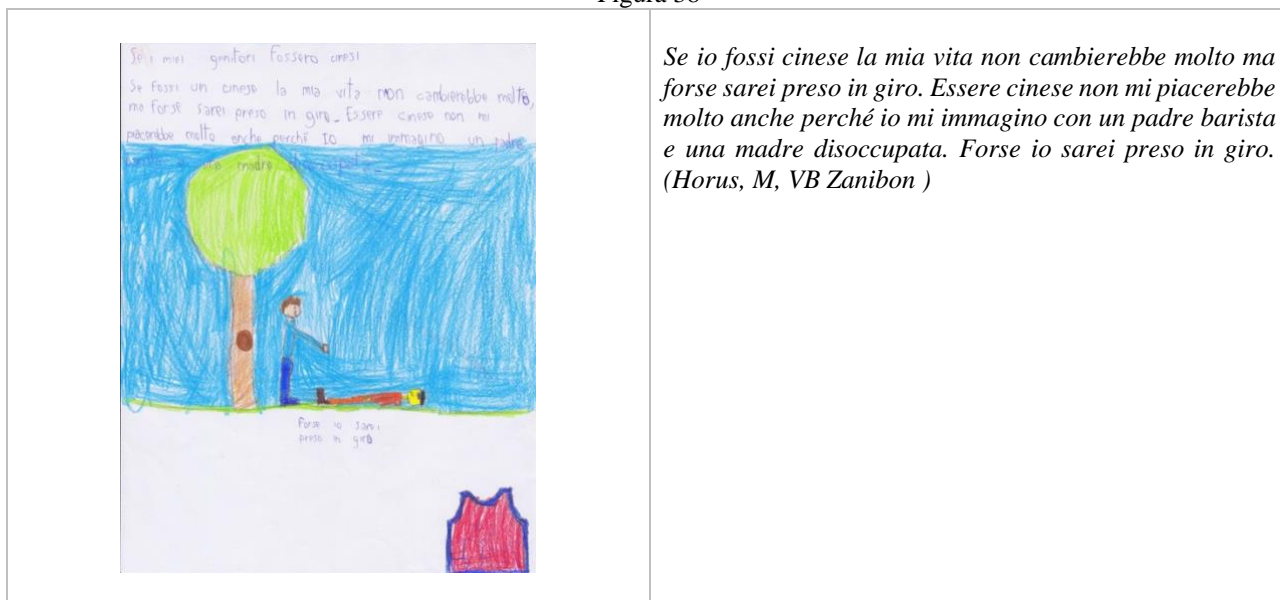 Figura 38
Se i miei genitori fossero cinesi
Se fossi un cinese la mia vita non cambierebbe molto,
ma forse sarei preso in giro. Essere cinese non mi
piacerebbe molto anche perché IO mi immagino un padre
madre
Forse io sarei
preso in giro
Se io fossi cinese la mia vita non cambierebbe molto ma
forse sarei preso in giro. Essere cinese non mi piacerebbe
molto anche perché io mi immagino con un padre barista
e una madre disoccupata. Forse io sarei preso in giro.
(Horus, M, VB Zanibon )